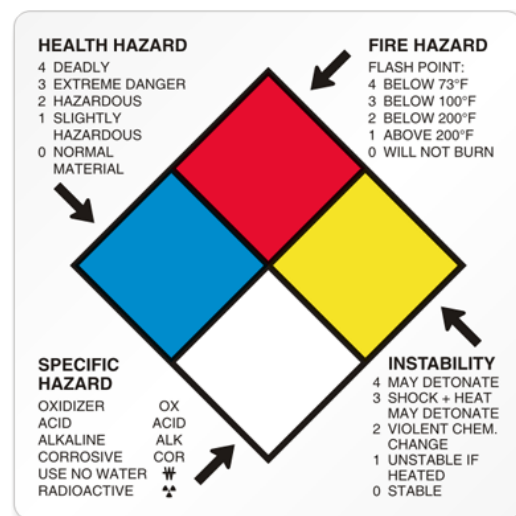 HEALTH HAZARD
4 DEADLY
3 EXTREME DANGER
2 HAZARDOUS
1 SLIGHTLY
HAZARDOUS
0 NORMAL
MATERIAL
FIRE HAZARD
FLASH POINT:
4 BELOW 73°F
3 BELOW 100°F
2 BELOW 200°F
1 ABOVE 200°F
0 WILL NOT BURN
SPECIFIC
HAZARD
OXIDIZER OX
ACID ACID
ALKALINE ALK
CORROSIVE COR
USE NO WATER W
RADIOACTIVE ☢
INSTABILITY
4 MAY DETONATE
3 SHOCK + HEAT
MAY DETONATE
2 VIOLENT CHEM.
CHANGE
1 UNSTABLE IF
HEATED
0 STABLE